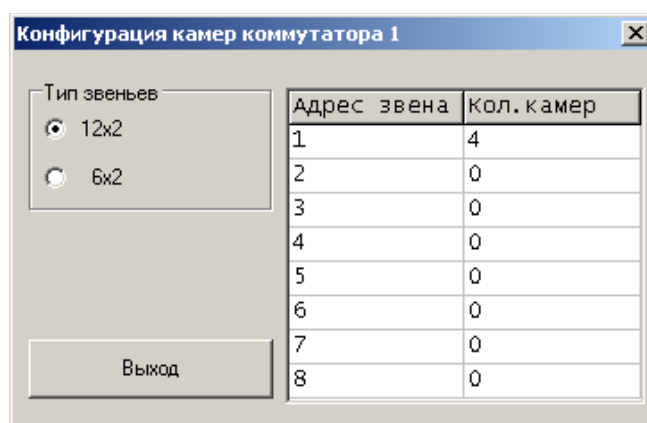 Конфигурация камер коммутатора 1
Тип звеньев
12x2
6x2
Адрес звена Кол.камер
1 4
2 0
3 0
4 0
5 0
6 0
7 0
8 0
Выход